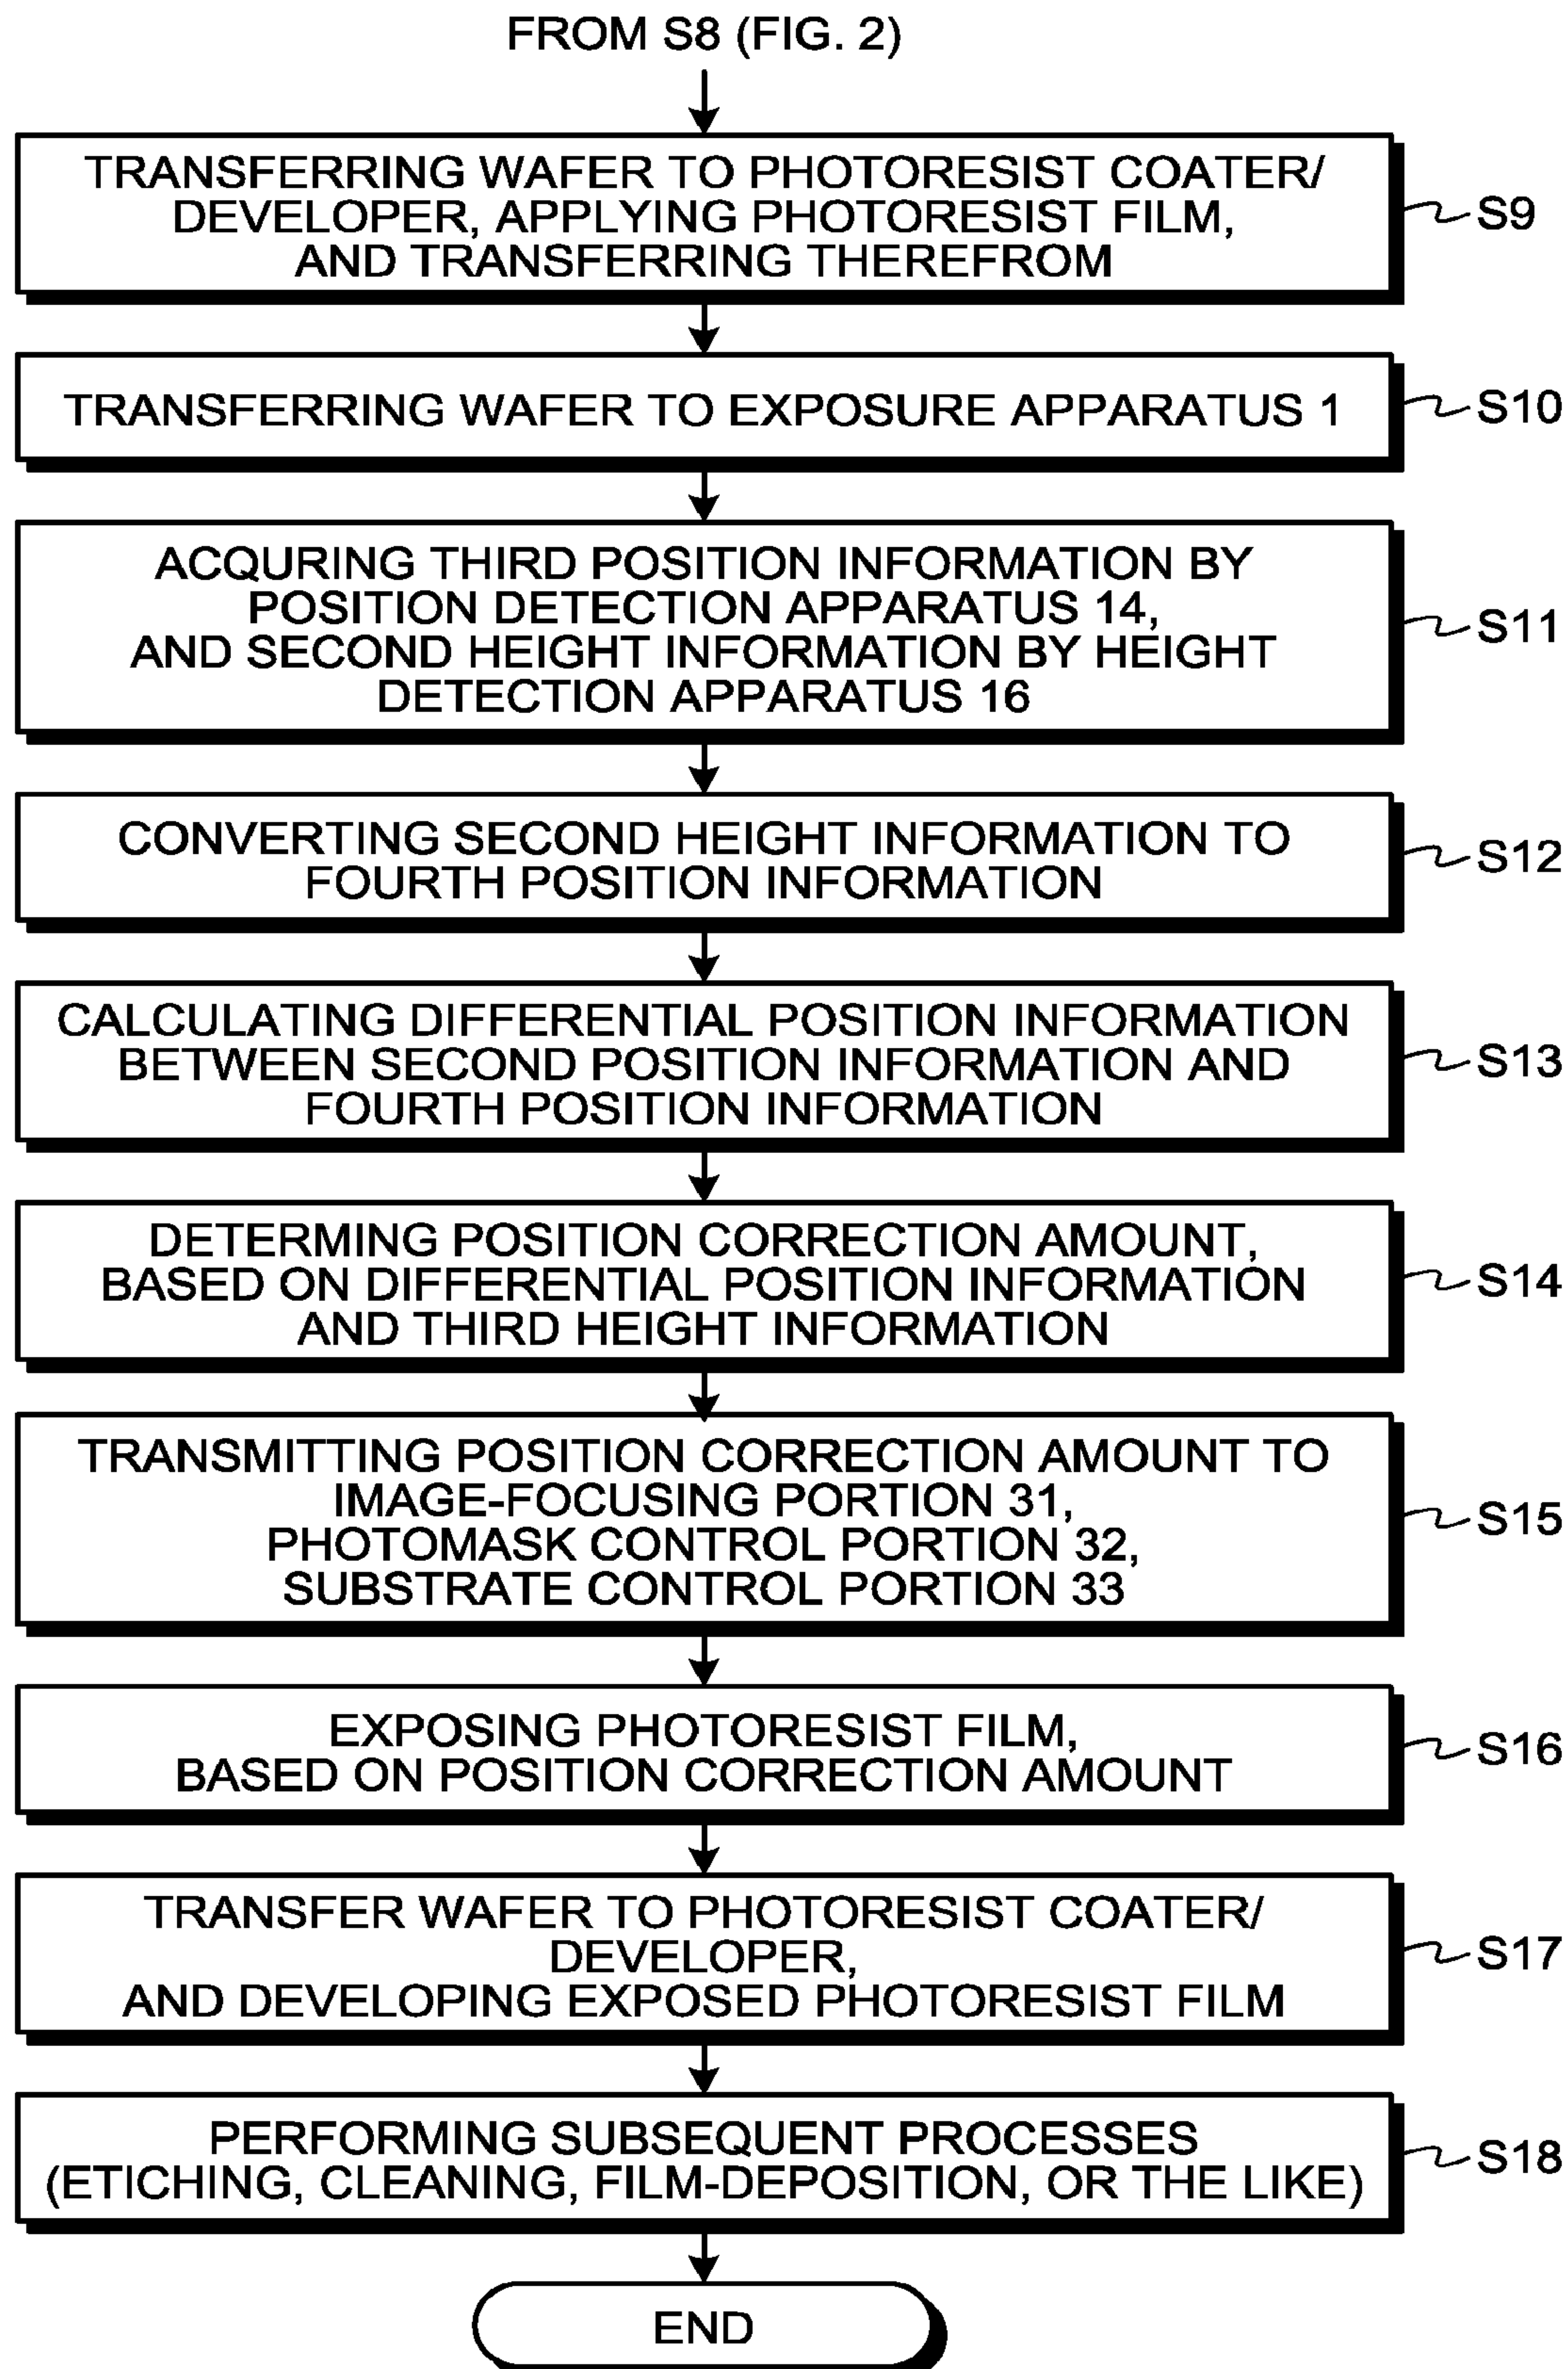 FROM S8 (FIG. 2)
TRANSFERRING WAFER TO PHOTORESIST COATER/
DEVELOPER, APPLYING PHOTORESIST FILM,
AND TRANSFERRING THEREFROM
S9
TRANSFERRING WAFER TO EXPOSURE APPARATUS 1
S10
ACQURING THIRD POSITION INFORMATION BY
POSITION DETECTION APPARATUS 14,
AND SECOND HEIGHT INFORMATION BY HEIGHT
DETECTION APPARATUS 16
S11
CONVERTING SECOND HEIGHT INFORMATION TO
FOURTH POSITION INFORMATION
S12
CALCULATING DIFFERENTIAL POSITION INFORMATION
BETWEEN SECOND POSITION INFORMATION AND
FOURTH POSITION INFORMATION
S13
DETERMING POSITION CORRECTION AMOUNT,
BASED ON DIFFERENTIAL POSITION INFORMATION
AND THIRD HEIGHT INFORMATION
S14
TRANSMITTING POSITION CORRECTION AMOUNT TO
IMAGE-FOCUSING PORTION 31,
PHOTOMASK CONTROL PORTION 32,
SUBSTRATE CONTROL PORTION 33
S15
EXPOSING PHOTORESIST FILM,
BASED ON POSITION CORRECTION AMOUNT
S16
TRANSFER WAFER TO PHOTORESIST COATER/
DEVELOPER,
AND DEVELOPING EXPOSED PHOTORESIST FILM
S17
PERFORMING SUBSEQUENT PROCESSES
(ETICHING, CLEANING, FILM-DEPOSITION, OR THE LIKE)
S18
END